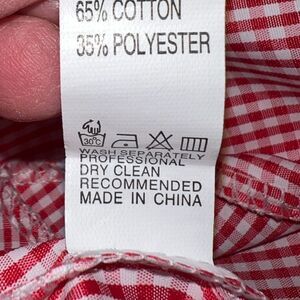 65% COTTON
35% POLYESTER
30°C
WASH SEPARATELY
PROFESSIONAL
DRY CLEAN
RECOMMENDED
MADE IN CHINA